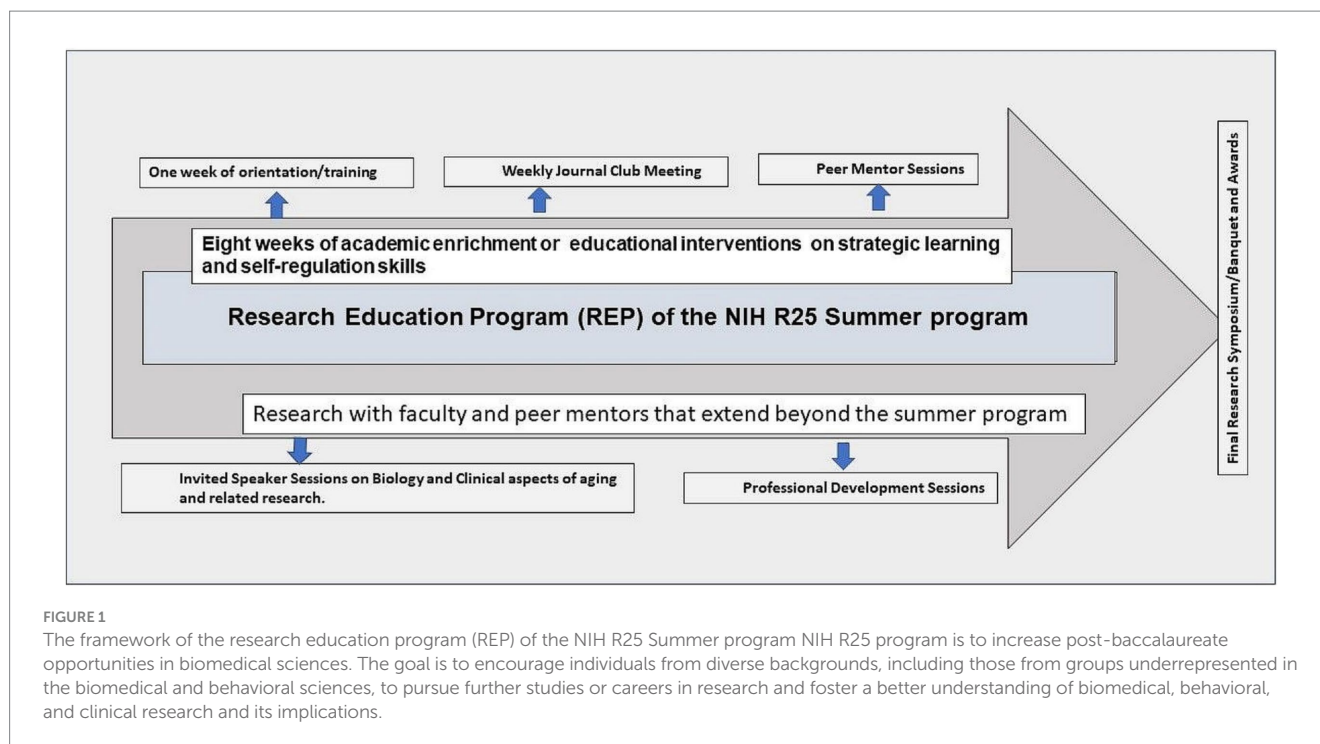 One week of orientation/training
Weekly Journal Club Meeting
Peer Mentor Sessions
Eight weeks of academic enrichment or educational interventions on strategic learning
and self-regulation skills
Research Education Program (REP) of the NIH R25 Summer program
Research with faculty and peer mentors that extend beyond the summer program
Invited Speaker Sessions on Biology and Clinical aspects of aging
and related research.
Professional Development Sessions
Final Research Symposium/Banquet and Awards
FIGURE 1
The framework of the research education program (REP) of the NIH R25 Summer program NIH R25 program is to increase post-baccalaureate
opportunities in biomedical sciences. The goal is to encourage individuals from diverse backgrounds, including those from groups underrepresented in
the biomedical and behavioral sciences, to pursue further studies or careers in research and foster a better understanding of biomedical, behavioral,
and clinical research and its implications.